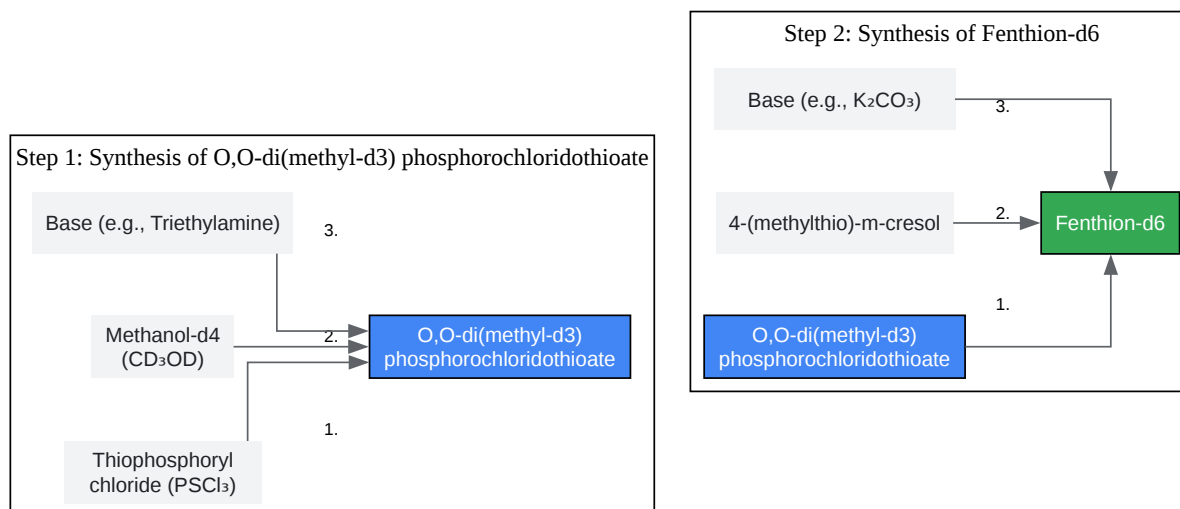 Step 1: Synthesis of O,O-di(methyl-d3) phosphorochloridothioate
Base (e.g., Triethylamine)
3.
Methanol-d4
(CD₃OD)
2.
O,O-di(methyl-d3)
phosphorochloridothioate
1.
Thiophosphoryl
chloride (PSCl₃)
Step 2: Synthesis of Fenthion-d6
Base (e.g., K₂CO₃)
3.
4-(methylthio)-m-cresol
2.
Fenthion-d6
1.
O,O-di(methyl-d3)
phosphorochloridothioate